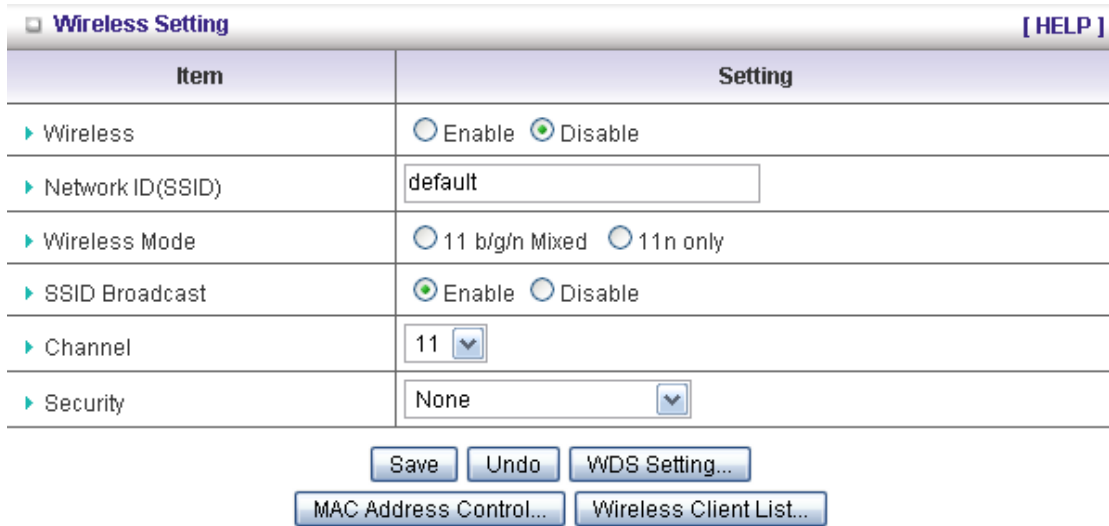 Wireless Setting [ HELP ]
Item Setting
Wireless Enable Disable
Network ID(SSID) default
Wireless Mode 11 b/g/n Mixed 11n only
SSID Broadcast Enable Disable
Channel 11
Security None
Save Undo WDS Setting...
MAC Address Control... Wireless Client List...